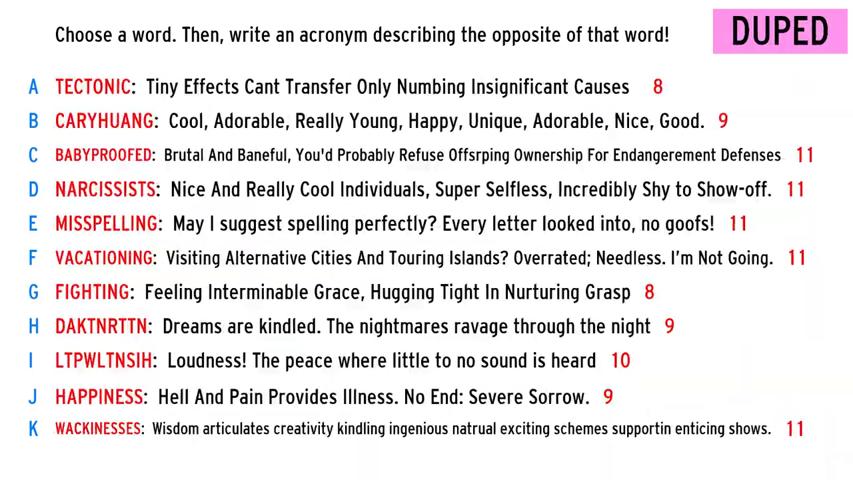 Choose a word. Then, write an acronym describing the opposite of that word!
DUPED
A TECTONIC: Tiny Effects Cant Transfer Only Numbing Insignificant Causes 8
B CARYHUANG: Cool, Adorable, Really Young, Happy, Unique, Adorable, Nice, Good. 9
C BABYPROOFED: Brutal And Baneful, You'd Probably Refuse Offsrping Ownership For Endangerement Defenses 11
D NARCISSISTS: Nice And Really Cool Individuals, Super Selfless, Incredibly Shy to Show-off. 11
E MISSPELLING: May I suggest spelling perfectly? Every letter looked into, no goofs! 11
F VACATIONING: Visiting Alternative Cities And Touring Islands? Overrated; Needless. I'm Not Going. 11
G FIGHTING: Feeling Interminable Grace, Hugging Tight In Nurturing Grasp 8
H DAKTNRTTN: Dreams are kindled. The nightmares ravage through the night 9
I LTPWLTNSIH: Loudness! The peace where little to no sound is heard 10
J HAPPINESS: Hell And Pain Provides Illness. No End: Severe Sorrow. 9
K WACKINESSES: Wisdom articulates creativity kindling ingenious natrual exciting schemes supportin enticing shows. 11